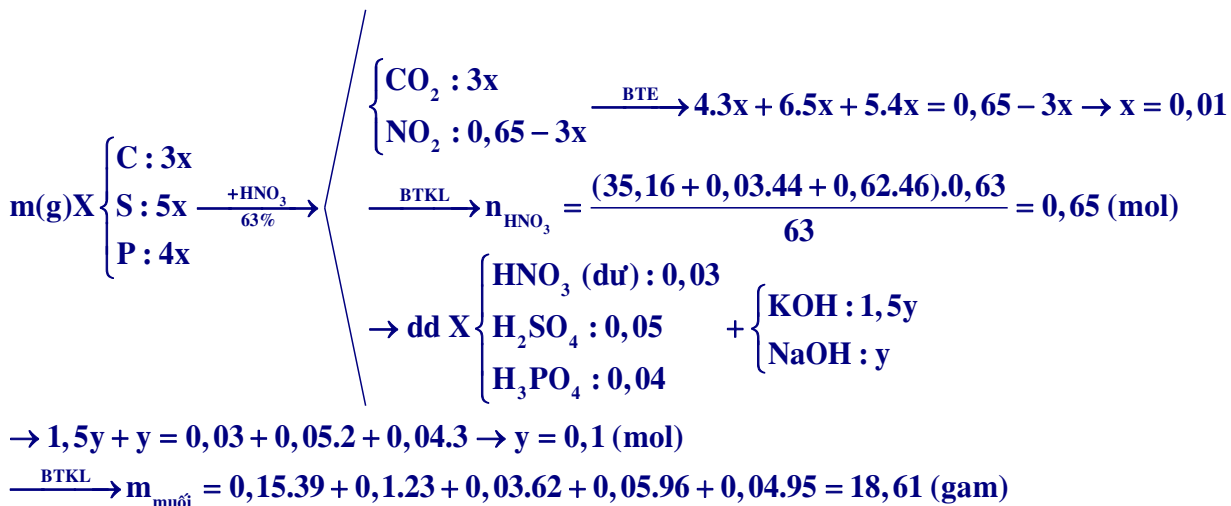 CO₂ : 3x
NO₂ : 0,65 − 3x
BTE → 4.3x + 6.5x + 5.4x = 0,65 − 3x → x = 0,01
m(g)X { C : 3x
S : 5x
P : 4x
+HNO₃ → 63%
BTKL → n_HNO₃ = (35,16 + 0,03.44 + 0,62.46).0,63 / 63 = 0,65 (mol)
→ dd X { HNO₃ (dư) : 0,03
H₂SO₄ : 0,05
H₃PO₄ : 0,04
+ { KOH : 1,5y
NaOH : y
→ 1,5y + y = 0,03 + 0,05.2 + 0,04.3 → y = 0,1 (mol)
BTKL → m_muối = 0,15.39 + 0,1.23 + 0,03.62 + 0,05.96 + 0,04.95 = 18,61 (gam)